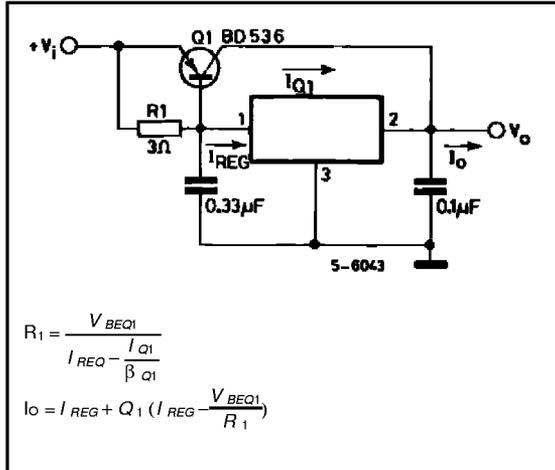 Q1 BD536
+Vi
IQ1
R1
1
2
Vo
3Ω
IREG
Io
3
0.33µF
0.1µF
5-6043
R1 = VBEQ1 / (IREQ - IQ1 / βQ1)
Io = IREG + Q1 (IREG - VBEQ1 / R1)